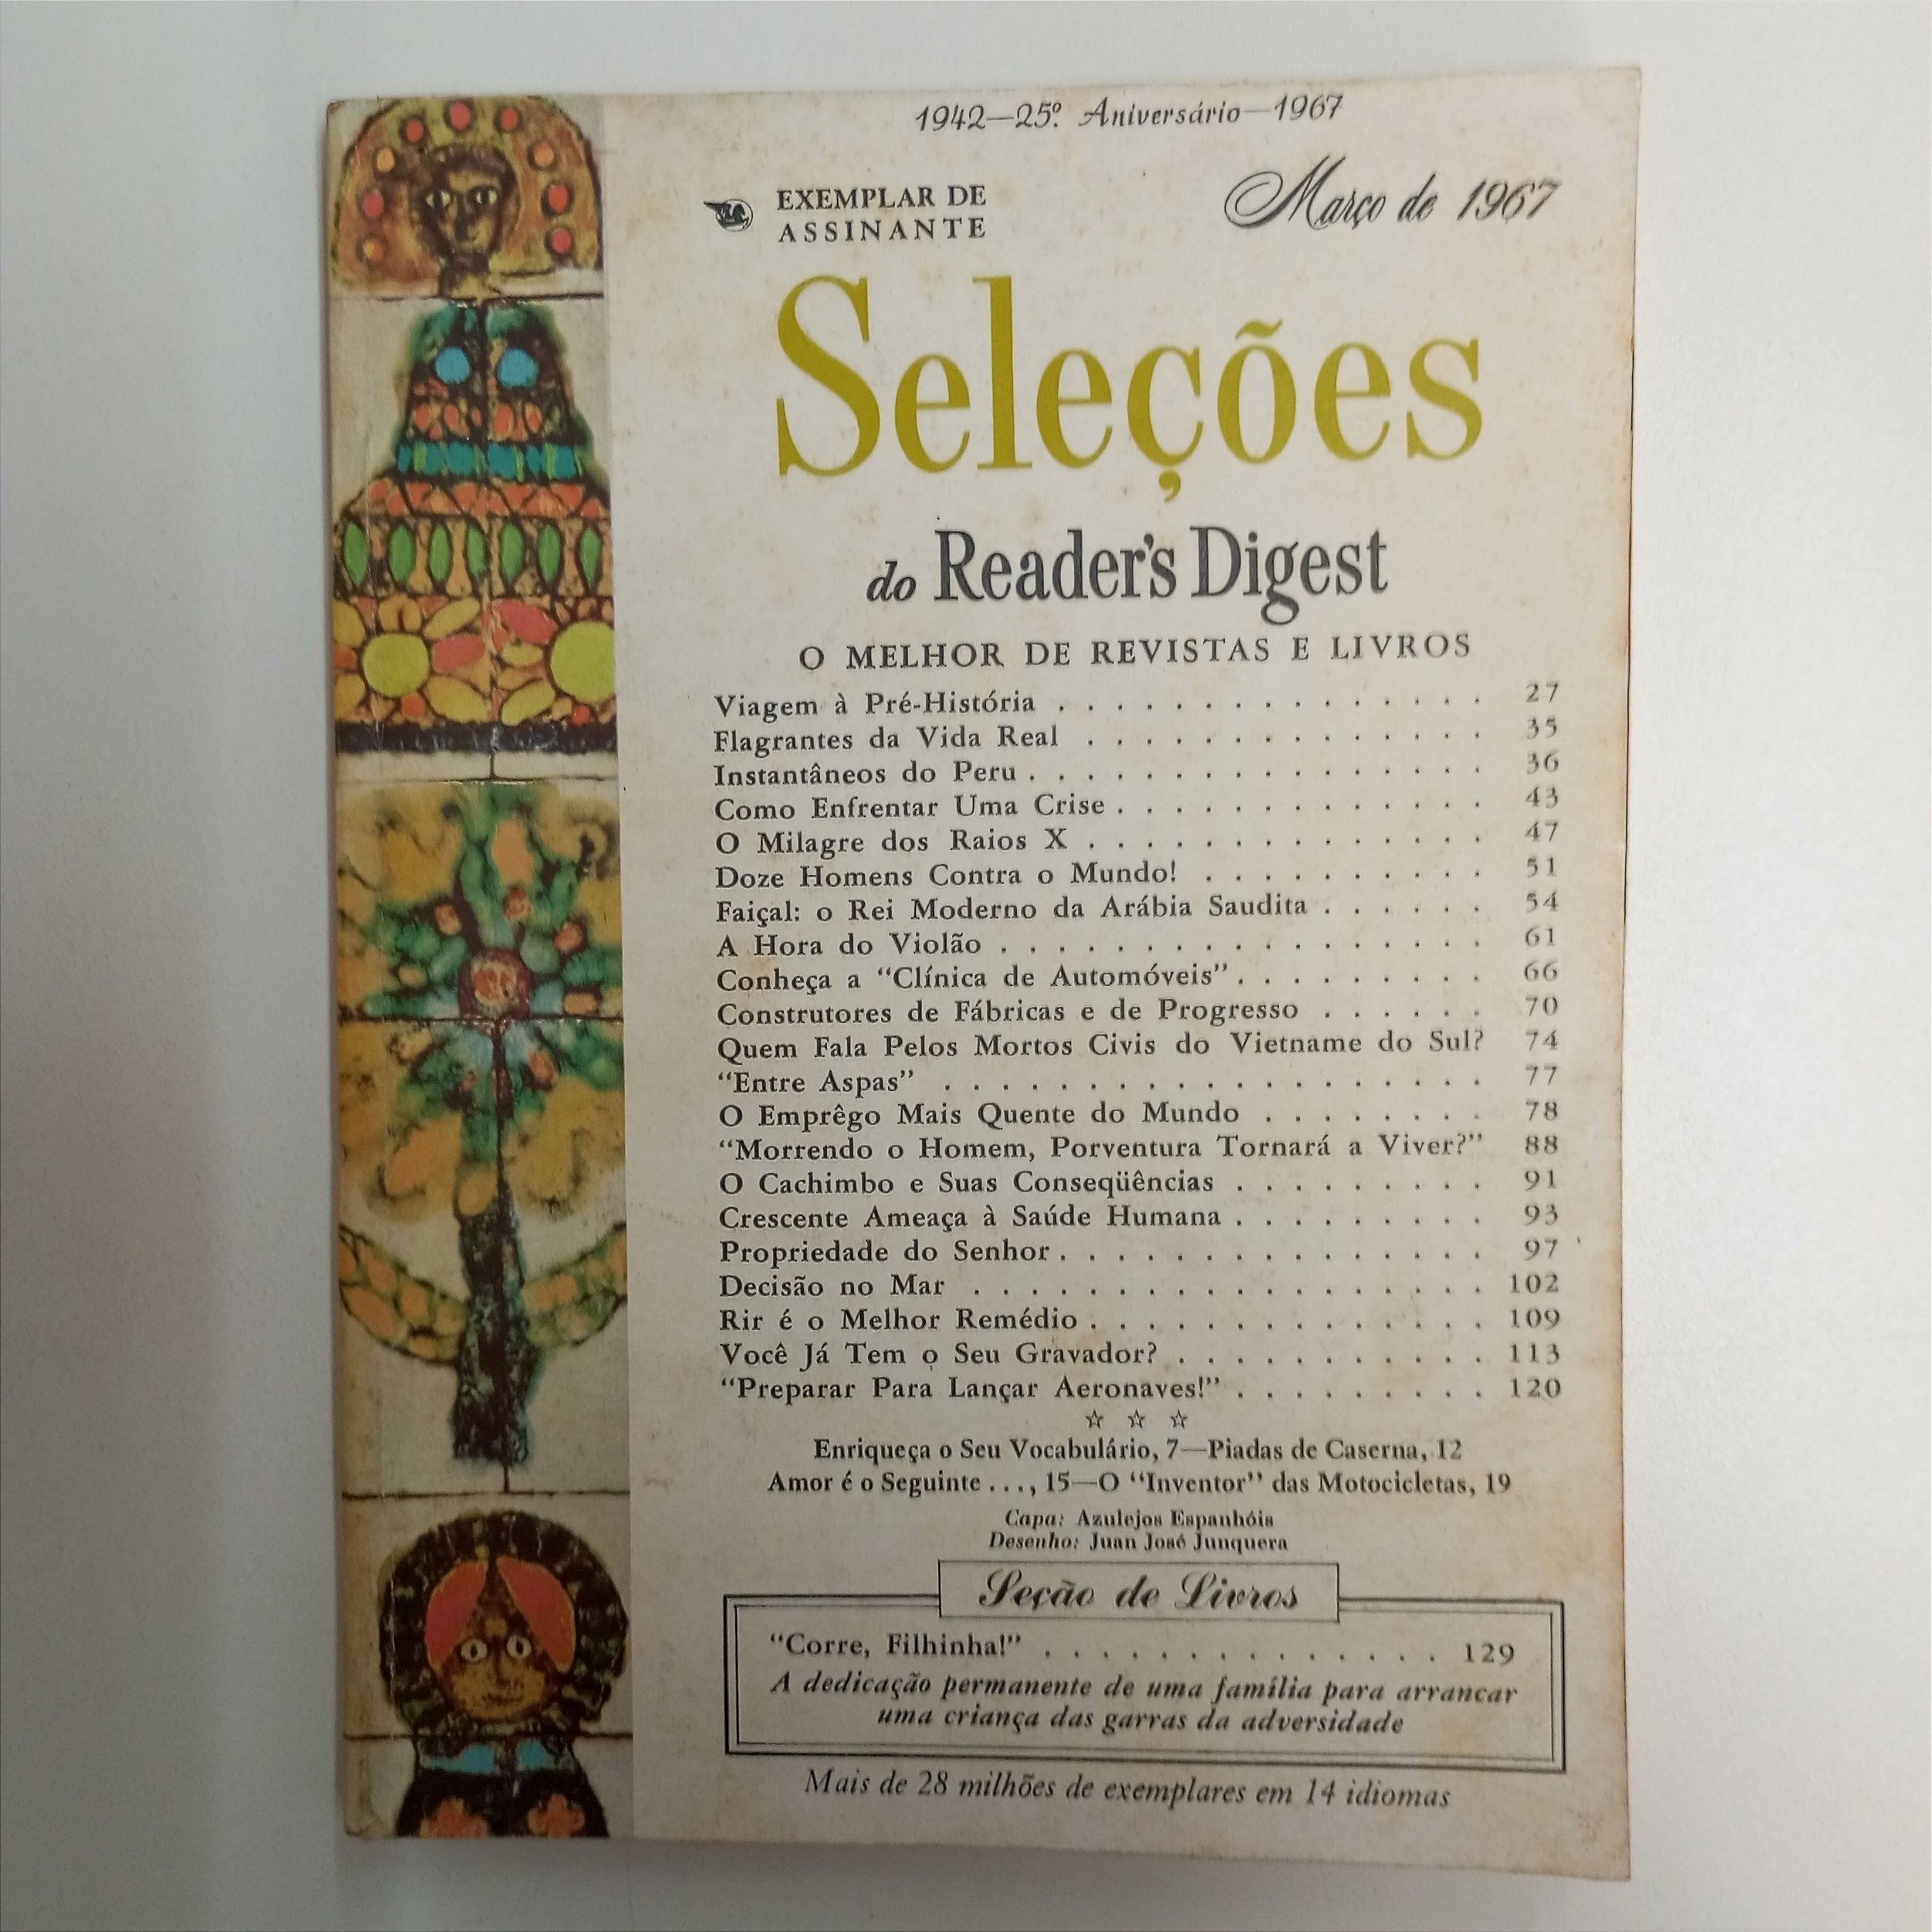 1942—25º. Aniversário—1967
EXEMPLAR DE
ASSINANTE
Março de 1967
Seleções
do Reader's Digest
O MELHOR DE REVISTAS E LIVROS
Viagem à Pré-História . . . . . . . . . . . . . . . 27
Flagrantes da Vida Real . . . . . . . . . . . . . . 35
Instantâneos do Peru . . . . . . . . . . . . . . . . 36
Como Enfrentar Uma Crise . . . . . . . . . . . . . 43
O Milagre dos Raios X . . . . . . . . . . . . . . 47
Doze Homens Contra o Mundo! . . . . . . . . . . 51
Faiçal: o Rei Moderno da Arábia Saudita . . . . . . 54
A Hora do Violão . . . . . . . . . . . . . . . . . 61
Conheça a “Clínica de Automóveis” . . . . . . . . . 66
Construtores de Fábricas e de Progresso . . . . . . 70
Quem Fala Pelos Mortos Civis do Vietname do Sul? 74
“Entre Aspas” . . . . . . . . . . . . . . . . . . . 77
O Emprêgo Mais Quente do Mundo . . . . . . . . 78
“Morrendo o Homem, Porventura Tornará a Viver?” 88
O Cachimbo e Suas Conseqüências . . . . . . . . . 91
Crescente Ameaça à Saúde Humana . . . . . . . . . 93
Propriedade do Senhor . . . . . . . . . . . . . . . 97
Decisão no Mar . . . . . . . . . . . . . . . . . . 102
Rir é o Melhor Remédio . . . . . . . . . . . . . . 109
Você Já Tem o Seu Gravador? . . . . . . . . . . . 113
“Preparar Para Lançar Aeronaves!” . . . . . . . . . 120
☆ ☆ ☆
Enriqueça o Seu Vocabulário, 7—Piadas de Caserna, 12
Amor é o Seguinte . . ., 15—O “Inventor” das Motocicletas, 19
Capa: Azulejos Espanhóis
Desenho: Juan José Junquera
Seção de Livros
“Corre, Filhinha!” . . . . . . . . . . . . . . 129
A dedicação permanente de uma família para arrancar
uma criança das garras da adversidade
Mais de 28 milhões de exemplares em 14 idiomas